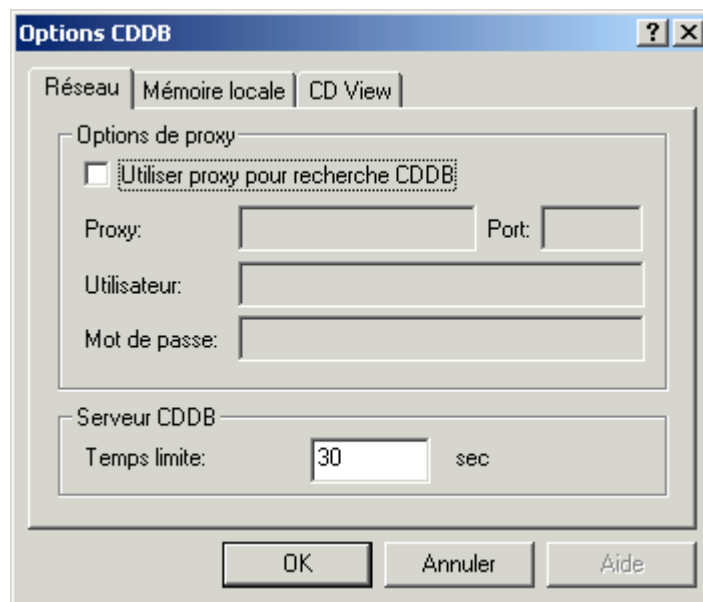 Options CDDB
Réseau Mémoire locale CD View
Options de proxy
Utiliser proxy pour recherche CDDB
Proxy: Port:
Utilisateur:
Mot de passe:
Serveur CDDB
Temps limite: 30 sec
OK Annuler Aide